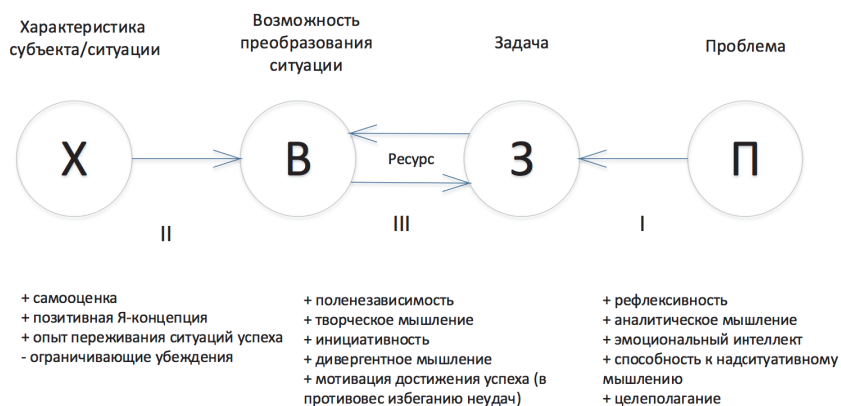 Характеристика
субъекта/ситуации
Возможность
преобразования
ситуации
Задача
Проблема
Х
В
Ресурс
З
П
II
III
I
+ самооценка
+ позитивная Я-концепция
+ опыт переживания ситуаций успеха
- ограничивающие убеждения
+ поленезависимость
+ творческое мышление
+ инициативность
+ дивергентное мышление
+ мотивация достижения успеха (в
противовес избеганию неудач)
+ рефлексивность
+ аналитическое мышление
+ эмоциональный интеллект
+ способность к надситуативному
мышлению
+ целеполагание